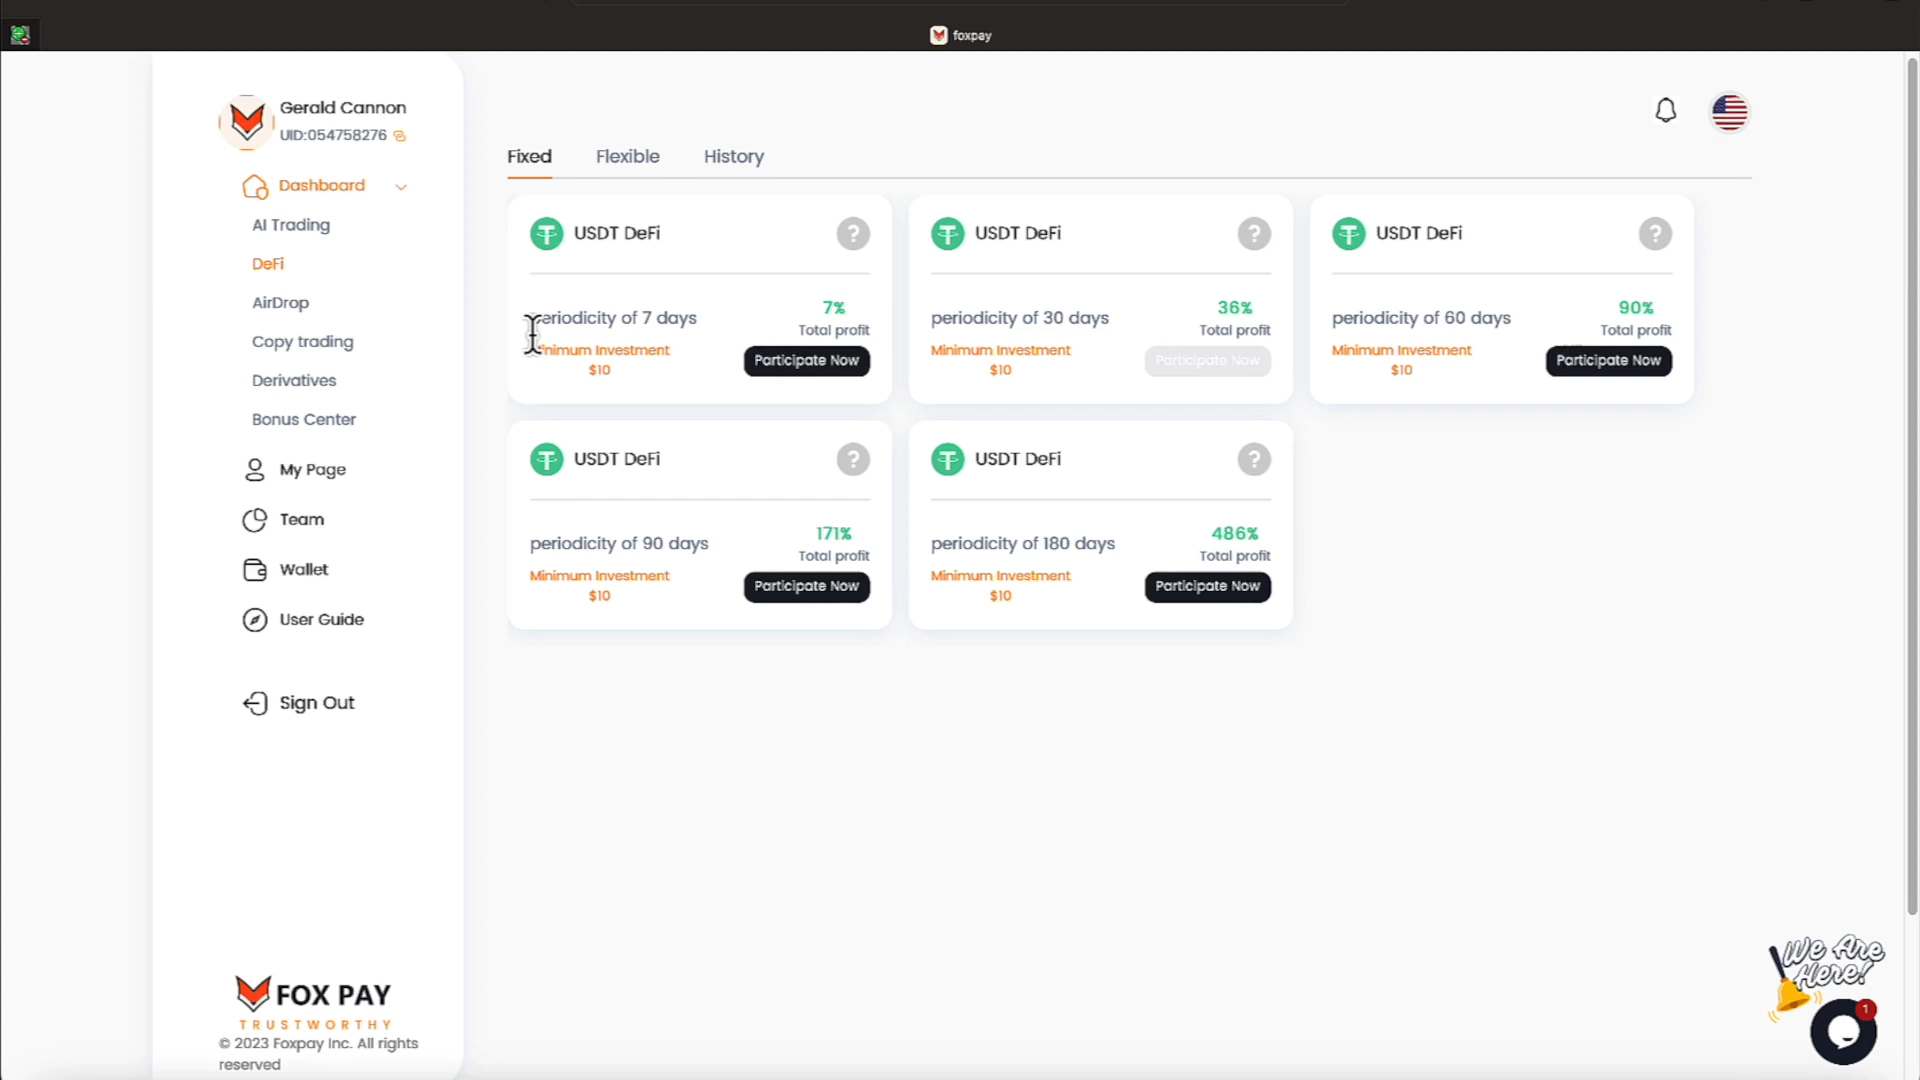 foxpay
Gerald Cannon
UID:054758276
Dashboard
AI Trading
DeFi
AirDrop
Copy trading
Derivatives
Bonus Center
My Page
Team
Wallet
User Guide
Sign Out
FOX PAY
TRUSTWORTHY
© 2023 Foxpay Inc. All rights
reserved
Fixed Flexible History
USDT DeFi ?
periodicity of 7 days
7%
Total profit
Minimum Investment
$10
Participate Now
USDT DeFi ?
periodicity of 30 days
36%
Total profit
Minimum Investment
$10
Participate Now
USDT DeFi ?
periodicity of 60 days
90%
Total profit
Minimum Investment
$10
Participate Now
USDT DeFi ?
periodicity of 90 days
171%
Total profit
Minimum Investment
$10
Participate Now
USDT DeFi ?
periodicity of 180 days
486%
Total profit
Minimum Investment
$10
Participate Now
We Are
Here!
1